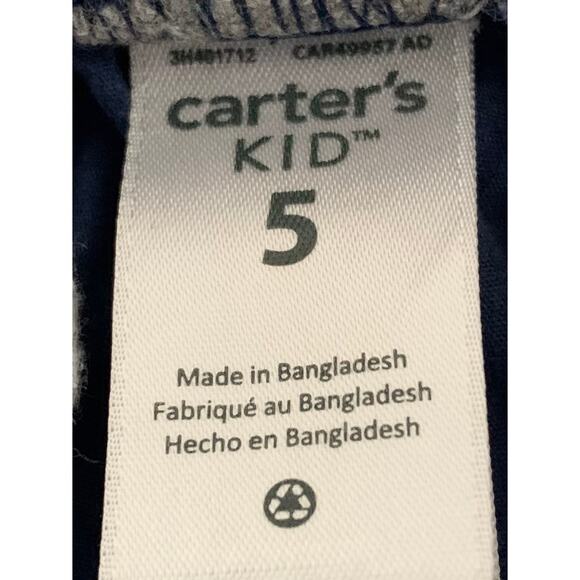 3H401712 CAR49957 AD
carter's
KID™
5
Made in Bangladesh
Fabriqué au Bangladesh
Hecho en Bangladesh